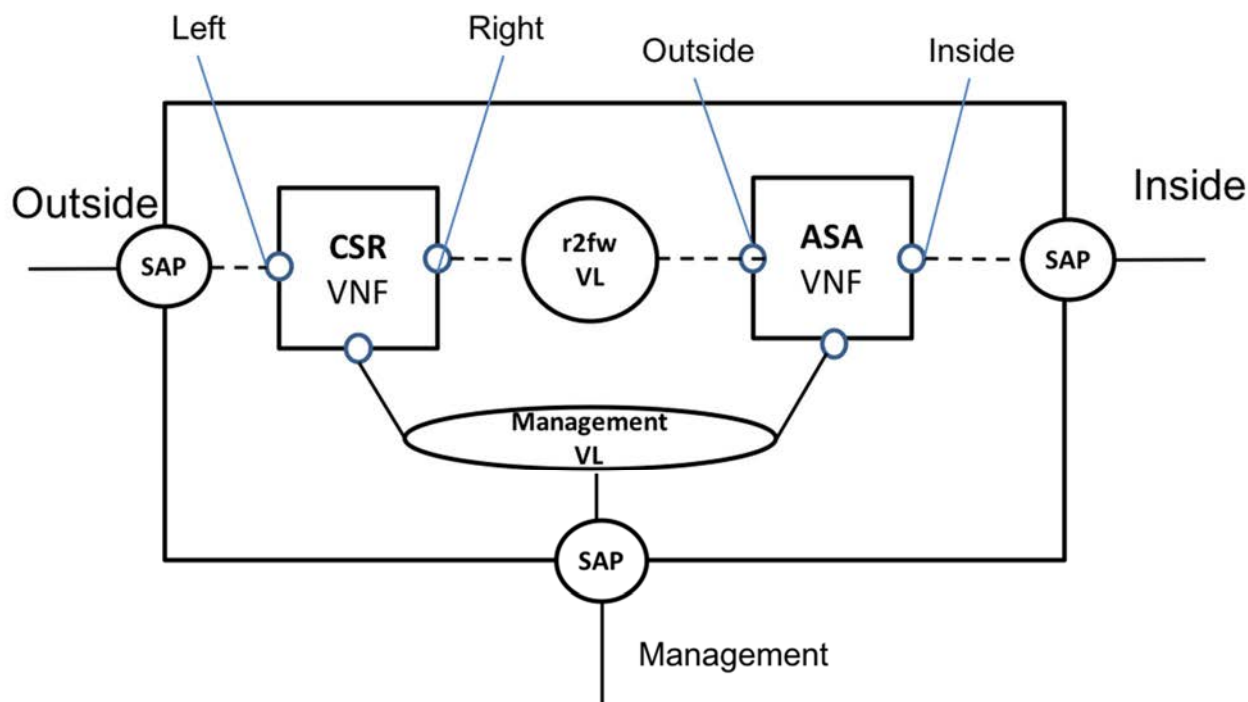 Left
Right
Outside
Inside
Outside
Inside
SAP
CSR
VNF
r2fw
VL
ASA
VNF
SAP
Management
VL
SAP
Management